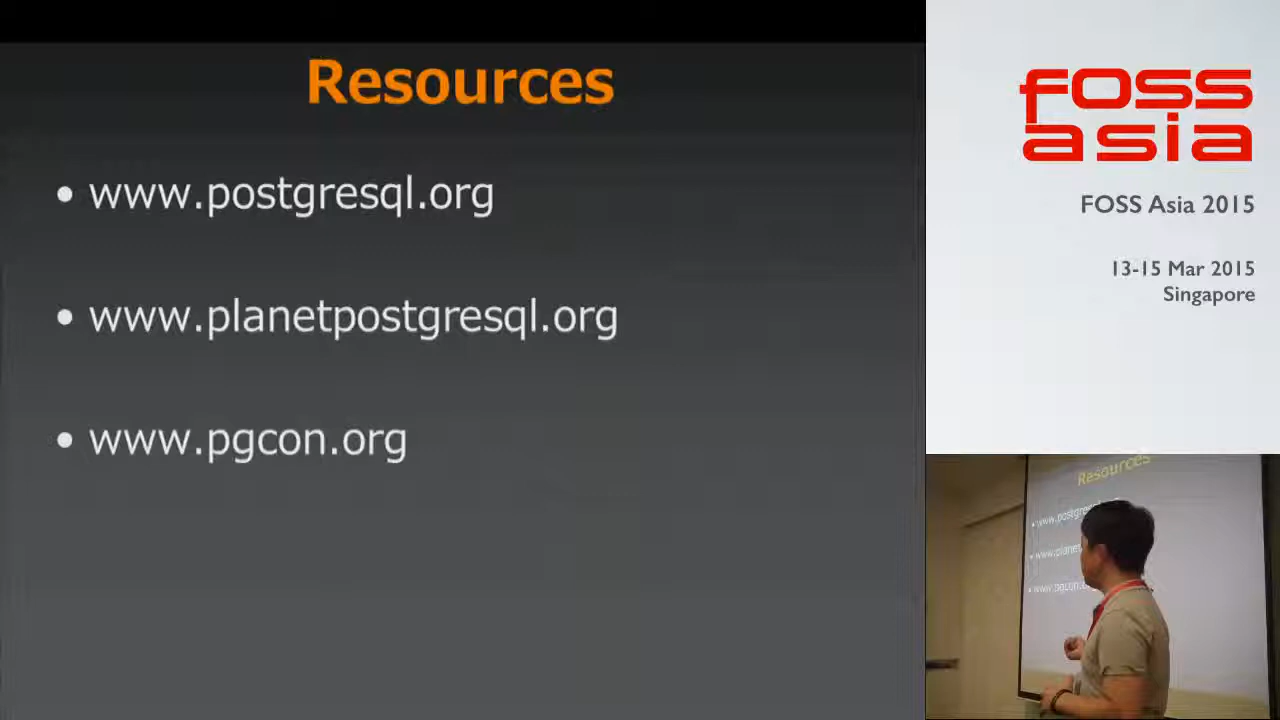 Resources
• www.postgresql.org
• www.planetpostgresql.org
• www.pgcon.org
FOSS
asia
FOSS Asia 2015
13-15 Mar 2015
Singapore
Resources